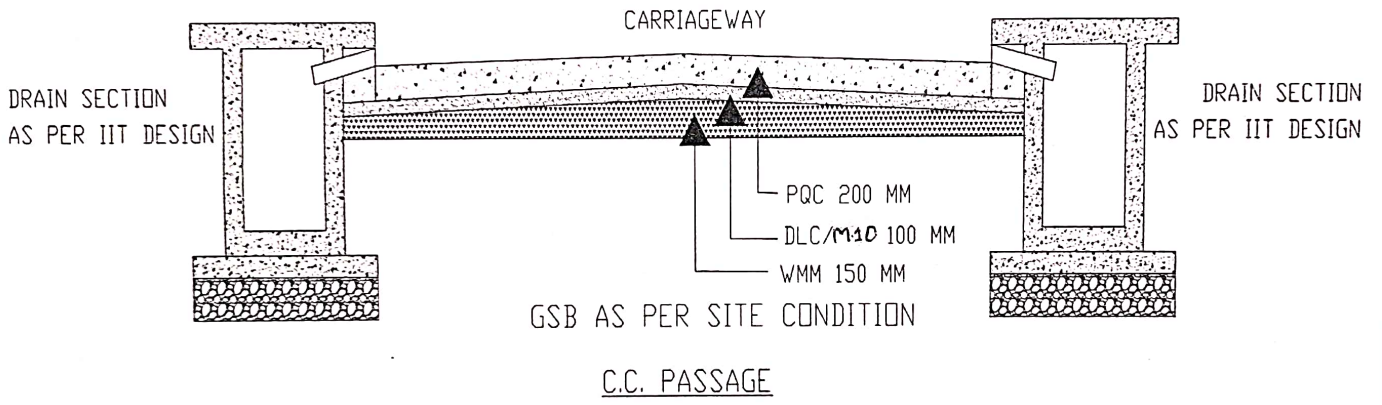 CARRIAGEWAY
DRAIN SECTION
AS PER IIT DESIGN
DRAIN SECTION
AS PER IIT DESIGN
PQC 200 MM
DLC/M10 100 MM
WMM 150 MM
GSB AS PER SITE CONDITION
C.C. PASSAGE